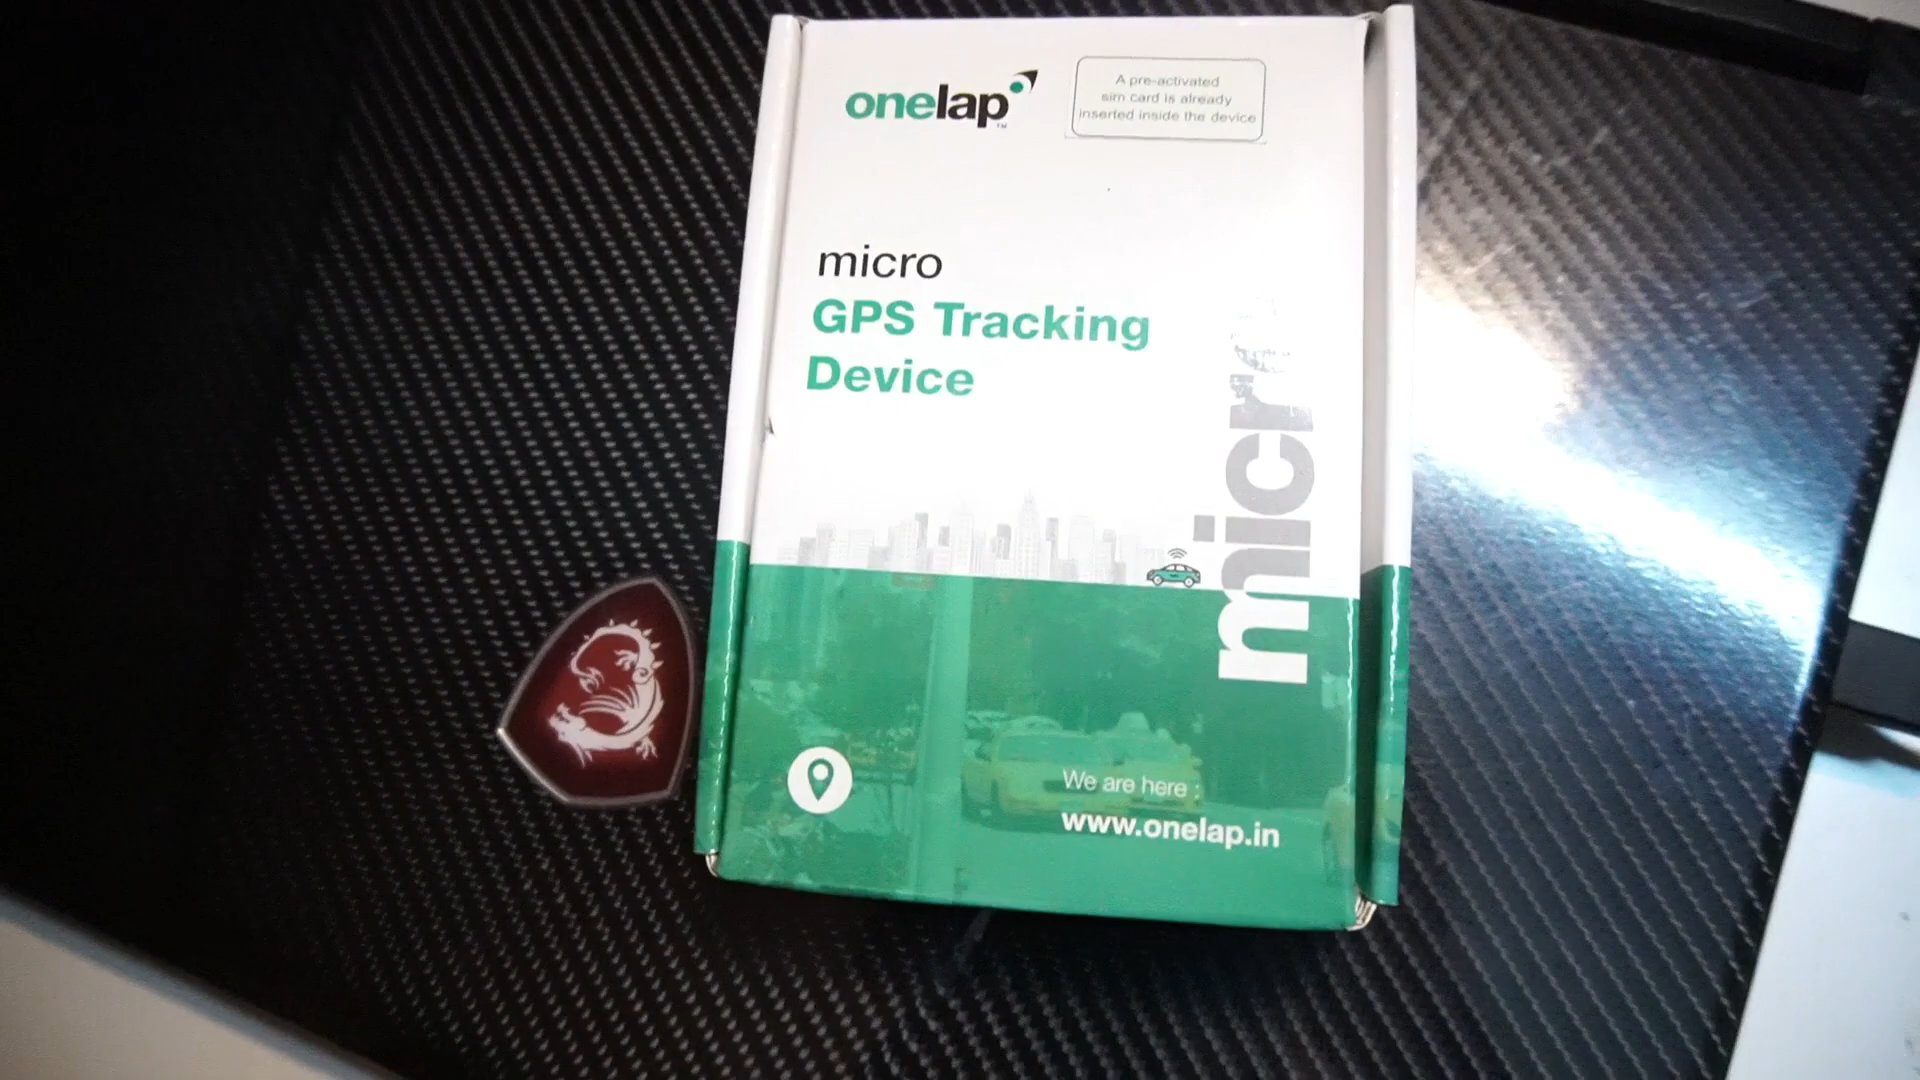 onelap
TM
A pre-activated
sim card is already
inserted inside the device
micro
GPS Tracking
Device
micro
We are here :
www.onelap.in